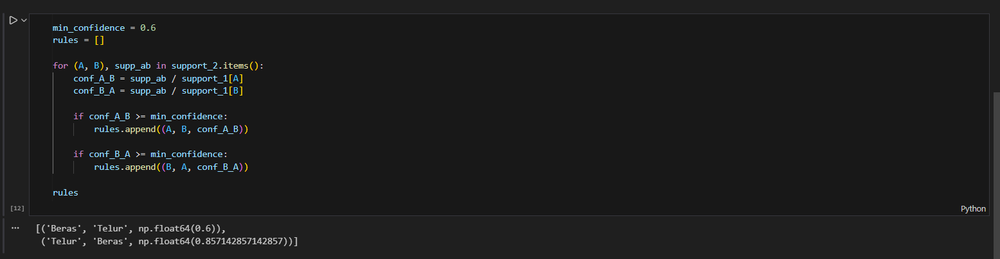 min_confidence = 0.6
rules = []
for (A, B), supp_ab in support_2.items():
    conf_A_B = supp_ab / support_1[A]
    conf_B_A = supp_ab / support_1[B]
    if conf_A_B >= min_confidence:
        rules.append((A, B, conf_A_B))
    if conf_B_A >= min_confidence:
        rules.append((B, A, conf_B_A))
rules
[12]
Python
[('Beras', 'Telur', np.float64(0.6)),
 ('Telur', 'Beras', np.float64(0.857142857142857))]